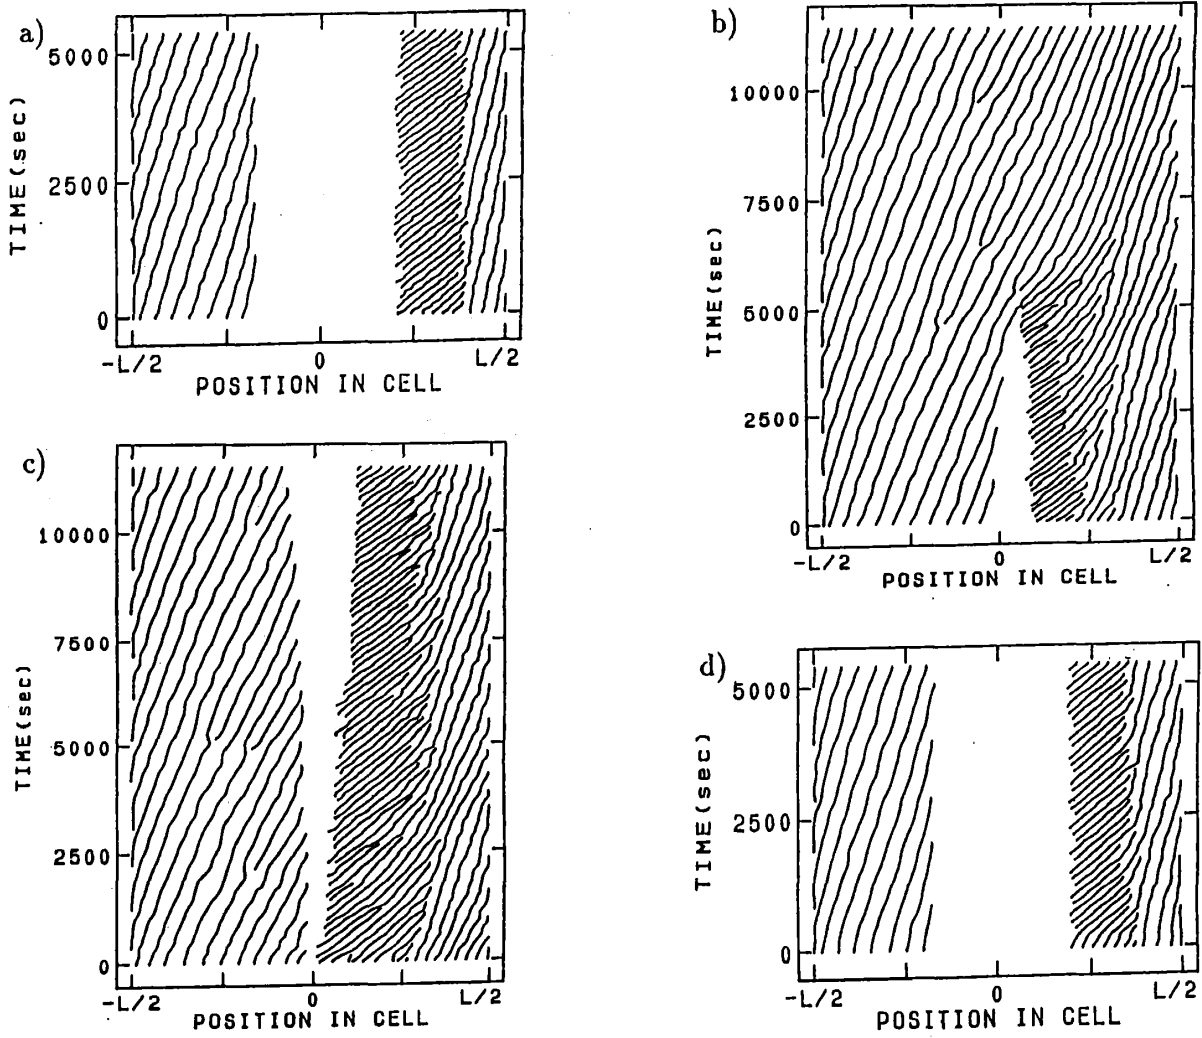 a)
5000
2500
0
TIME(sec)
-L/2 0 L/2
POSITION IN CELL
b)
10000
7500
5000
2500
0
TIME(sec)
-L/2 0 L/2
POSITION IN CELL
c)
10000
7500
5000
2500
0
TIME(sec)
-L/2 0 L/2
POSITION IN CELL
d)
5000
2500
0
TIME(sec)
-L/2 0 L/2
POSITION IN CELL